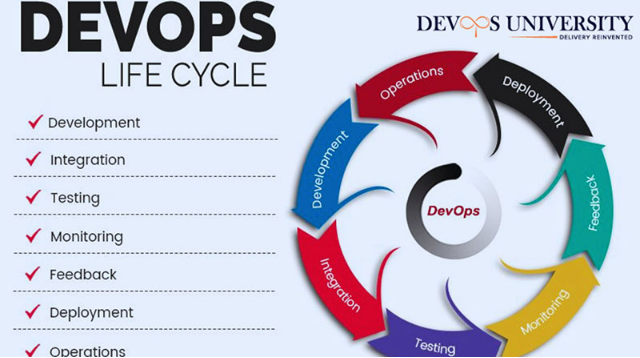 DEVOPS
LIFE CYCLE
DEVOPS UNIVERSITY
DELIVERY REINVENTED
Development
Integration
Testing
Monitoring
Feedback
Deployment
Operations
Operations
Deployment
Feedback
Monitoring
Testing
Integration
Development
DevOps